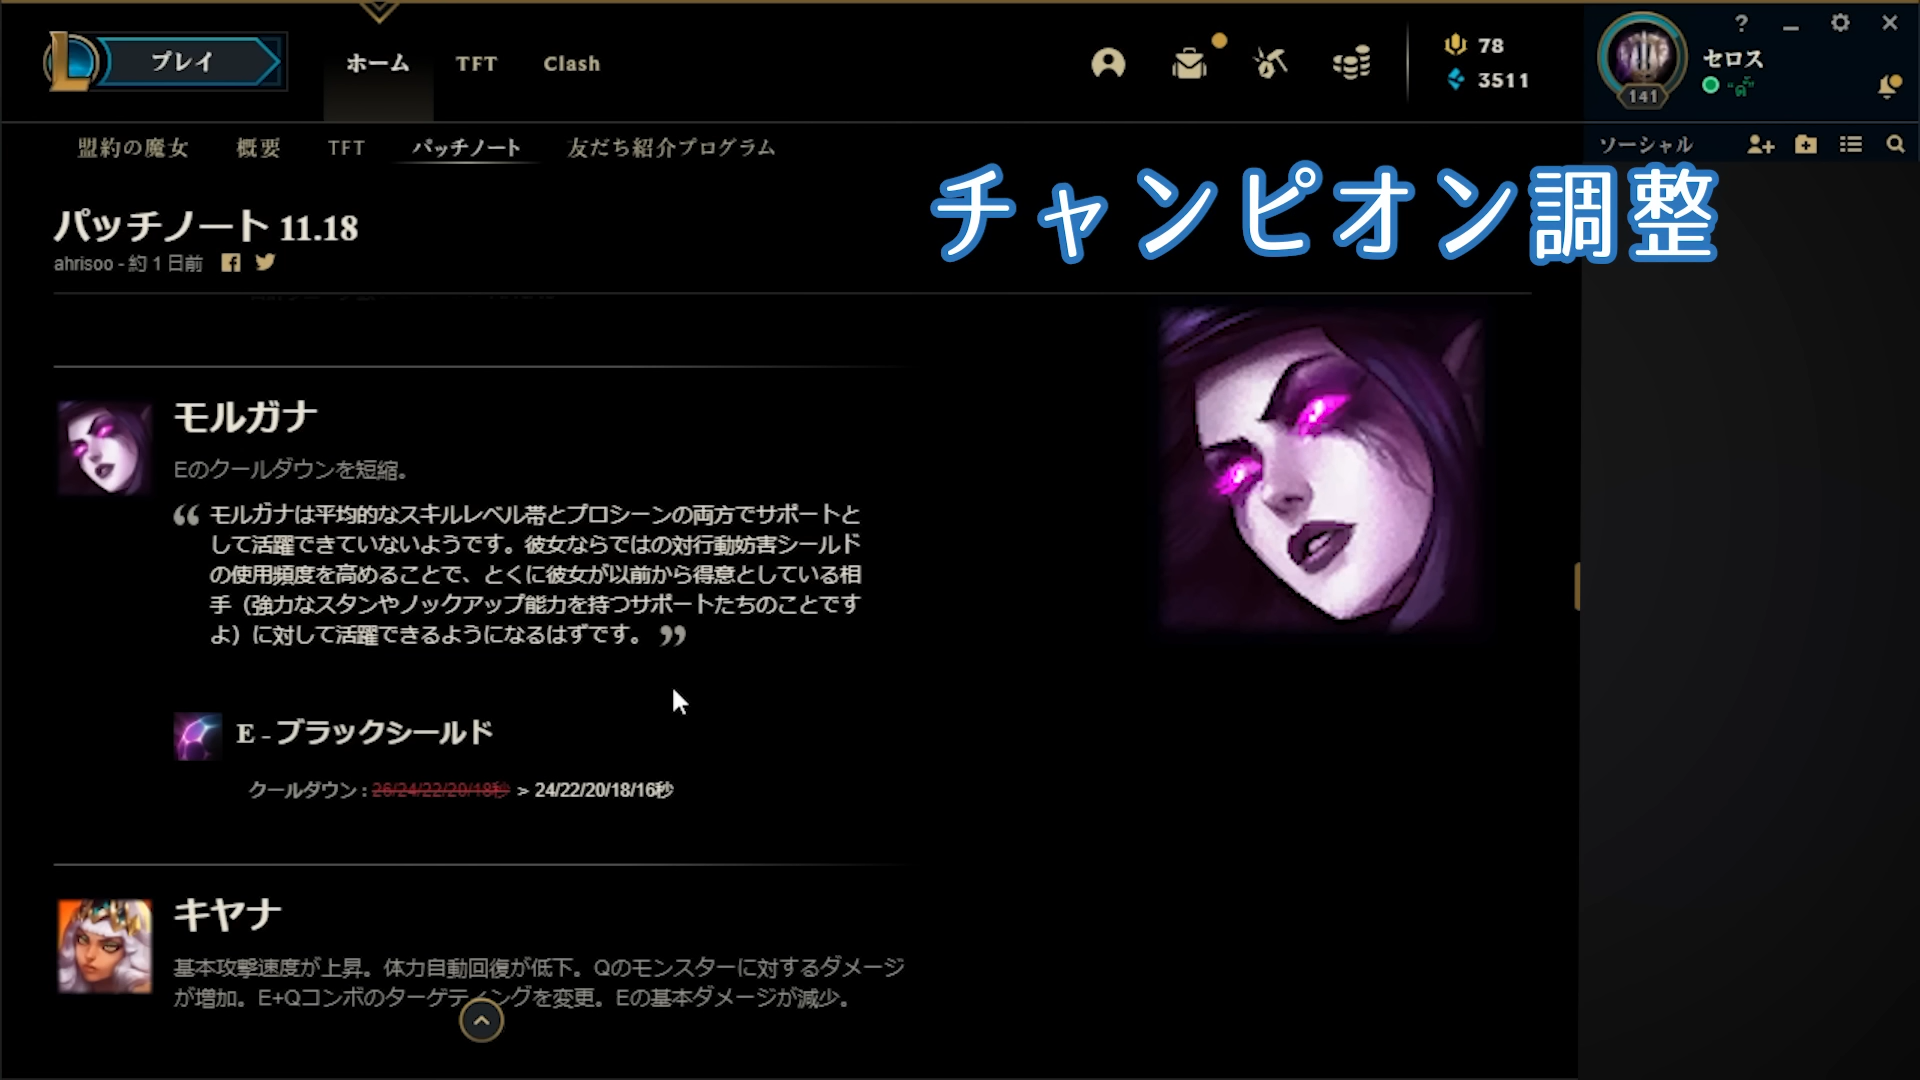 プレイ
ホーム
TFT
Clash
78
3511
?
セロス
141
盟約の魔女
概要
TFT
パッチノート
友だち紹介プログラム
ソーシャル
チャンピオン調整
パッチノート 11.18
ahrisoo - 約 1 日前
モルガナ
Eのクールダウンを短縮。
“ モルガナは平均的なスキルレベル帯とプロシーンの両方でサポートと
して活躍できていないようです。彼女ならではの対行動妨害シールド
の使用頻度を高めることで、とくに彼女が以前から得意としている相
手（強力なスタンやノックアップ能力を持つサポートたちのことです
よ）に対して活躍できるようになるはずです。 ”
E - ブラックシールド
クールダウン : 26/24/22/20/18秒 > 24/22/20/18/16秒
キヤナ
基本攻撃速度が上昇。体力自動回復が低下。Qのモンスターに対するダメージ
が増加。E+Qコンボのターゲティングを変更。Eの基本ダメージが減少。